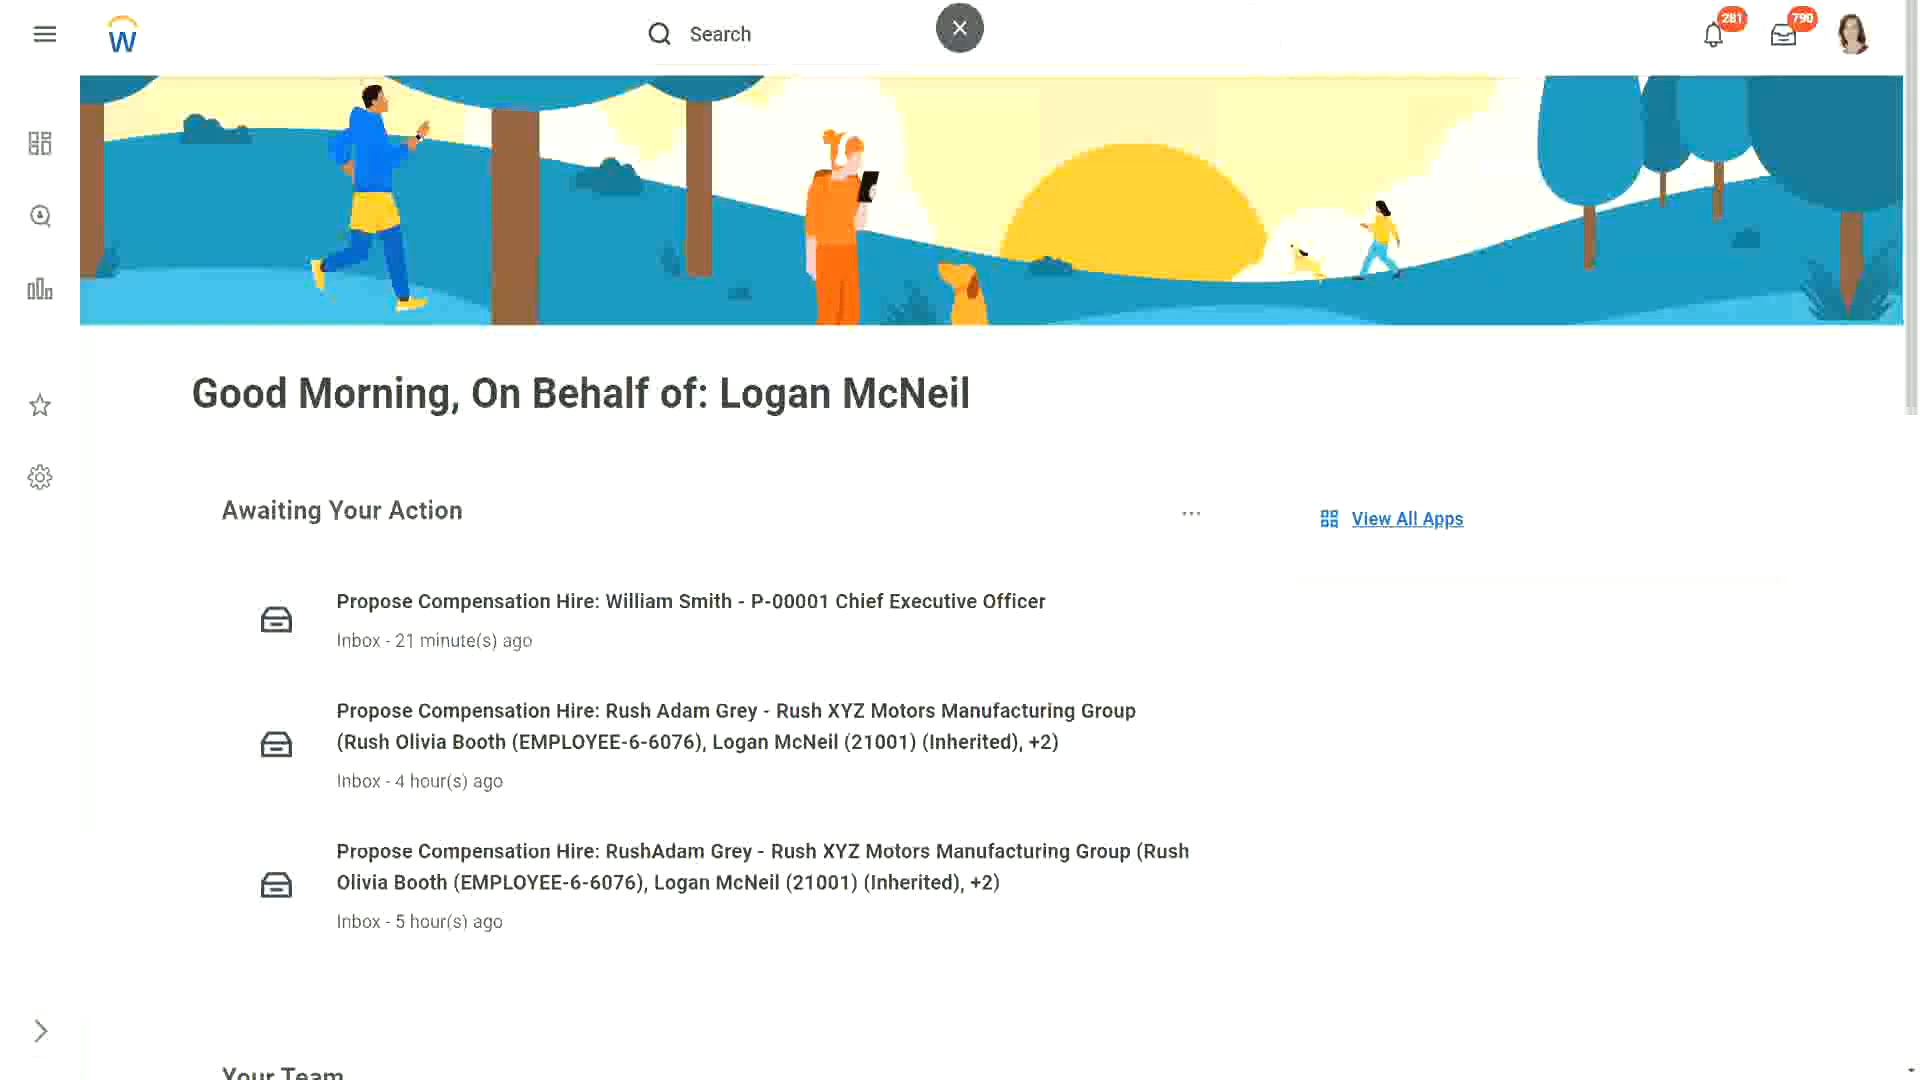 W
Search
281
790
Good Morning, On Behalf of: Logan McNeil
Awaiting Your Action
View All Apps
Propose Compensation Hire: William Smith - P-00001 Chief Executive Officer
Inbox - 21 minute(s) ago
Propose Compensation Hire: Rush Adam Grey - Rush XYZ Motors Manufacturing Group
(Rush Olivia Booth (EMPLOYEE-6-6076), Logan McNeil (21001) (Inherited), +2)
Inbox - 4 hour(s) ago
Propose Compensation Hire: RushAdam Grey - Rush XYZ Motors Manufacturing Group (Rush
Olivia Booth (EMPLOYEE-6-6076), Logan McNeil (21001) (Inherited), +2)
Inbox - 5 hour(s) ago
Your Team